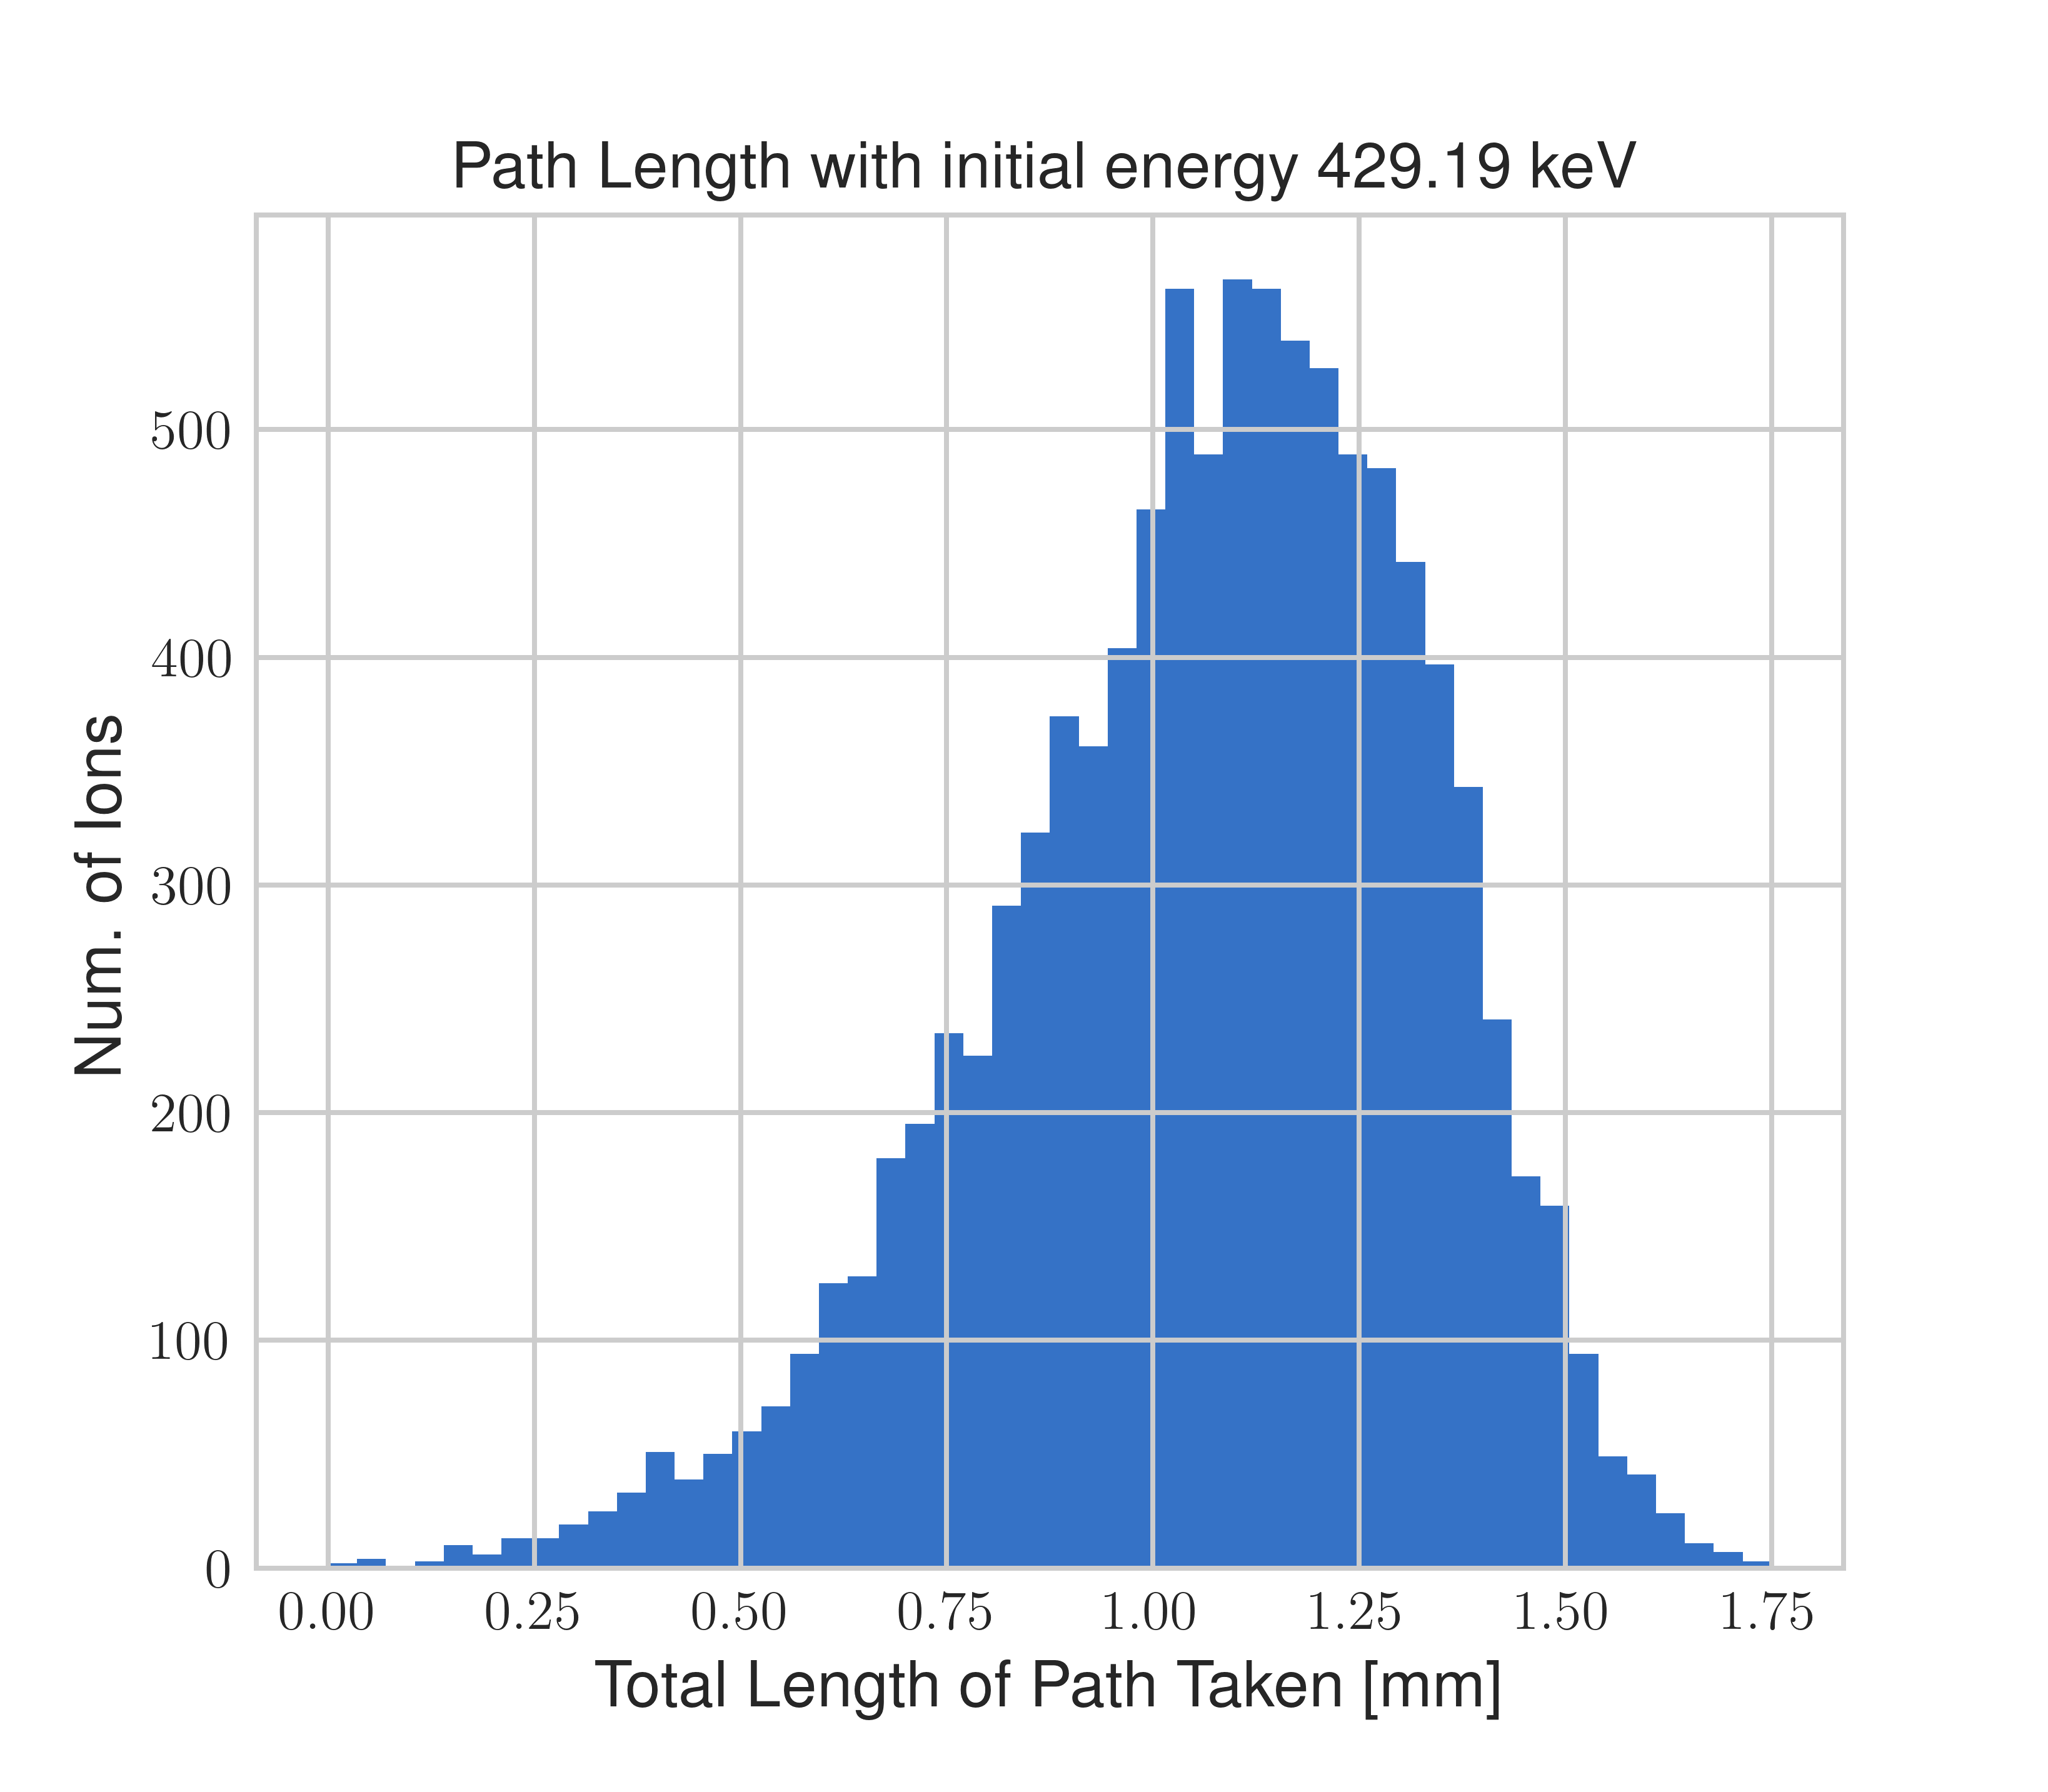 Path Length with initial energy 429.19 keV
500
400
300
200
100
0
Num. of Ions
0.00 0.25 0.50 0.75 1.00 1.25 1.50 1.75
Total Length of Path Taken [mm]